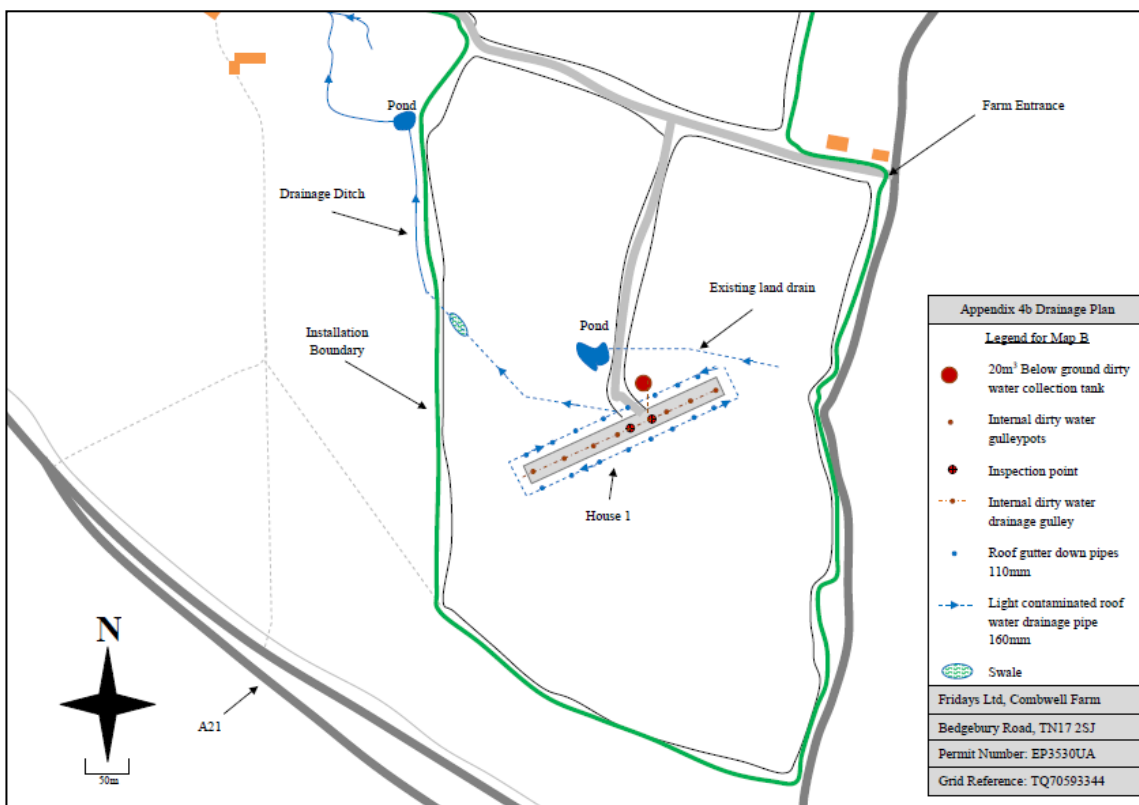 Pond
Farm Entrance
Drainage Ditch
Existing land drain
Installation
Boundary
Pond
House 1
N
A21
50m
Appendix 4b Drainage Plan
Legend for Map B
20m³ Below ground dirty
water collection tank
Internal dirty water
gulleypots
Inspection point
Internal dirty water
drainage gulley
Roof gutter down pipes
110mm
Light contaminated roof
water drainage pipe
160mm
Swale
Fridays Ltd, Combwell Farm
Bedgebury Road, TN17 2SJ
Permit Number: EP3530UA
Grid Reference: TQ70593344